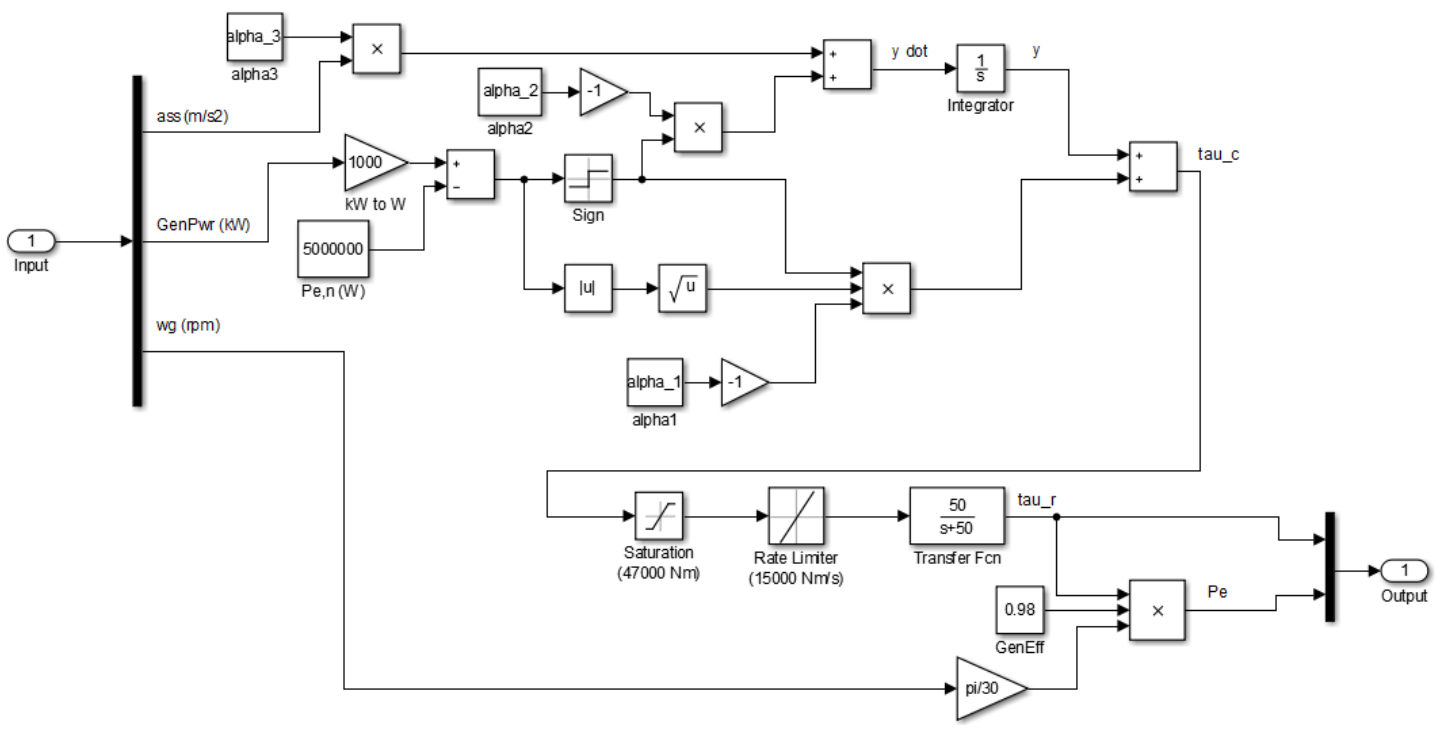 alpha_3
alpha3
×
ass (m/s2)
alpha_2
alpha2
-1
×
+
+
y dot
1
s
Integrator
y
GenPwr (kW)
1000
kW to W
5000000
Pe,n (W)
+
−
Sign
|u|
√u
×
alpha_1
alpha1
-1
+
+
tau_c
1
Input
wg (rpm)
Saturation
(47000 Nm)
Rate Limiter
(15000 Nm/s)
50
s+50
Transfer Fcn
tau_r
0.98
GenEff
×
Pe
pi/30
1
Output